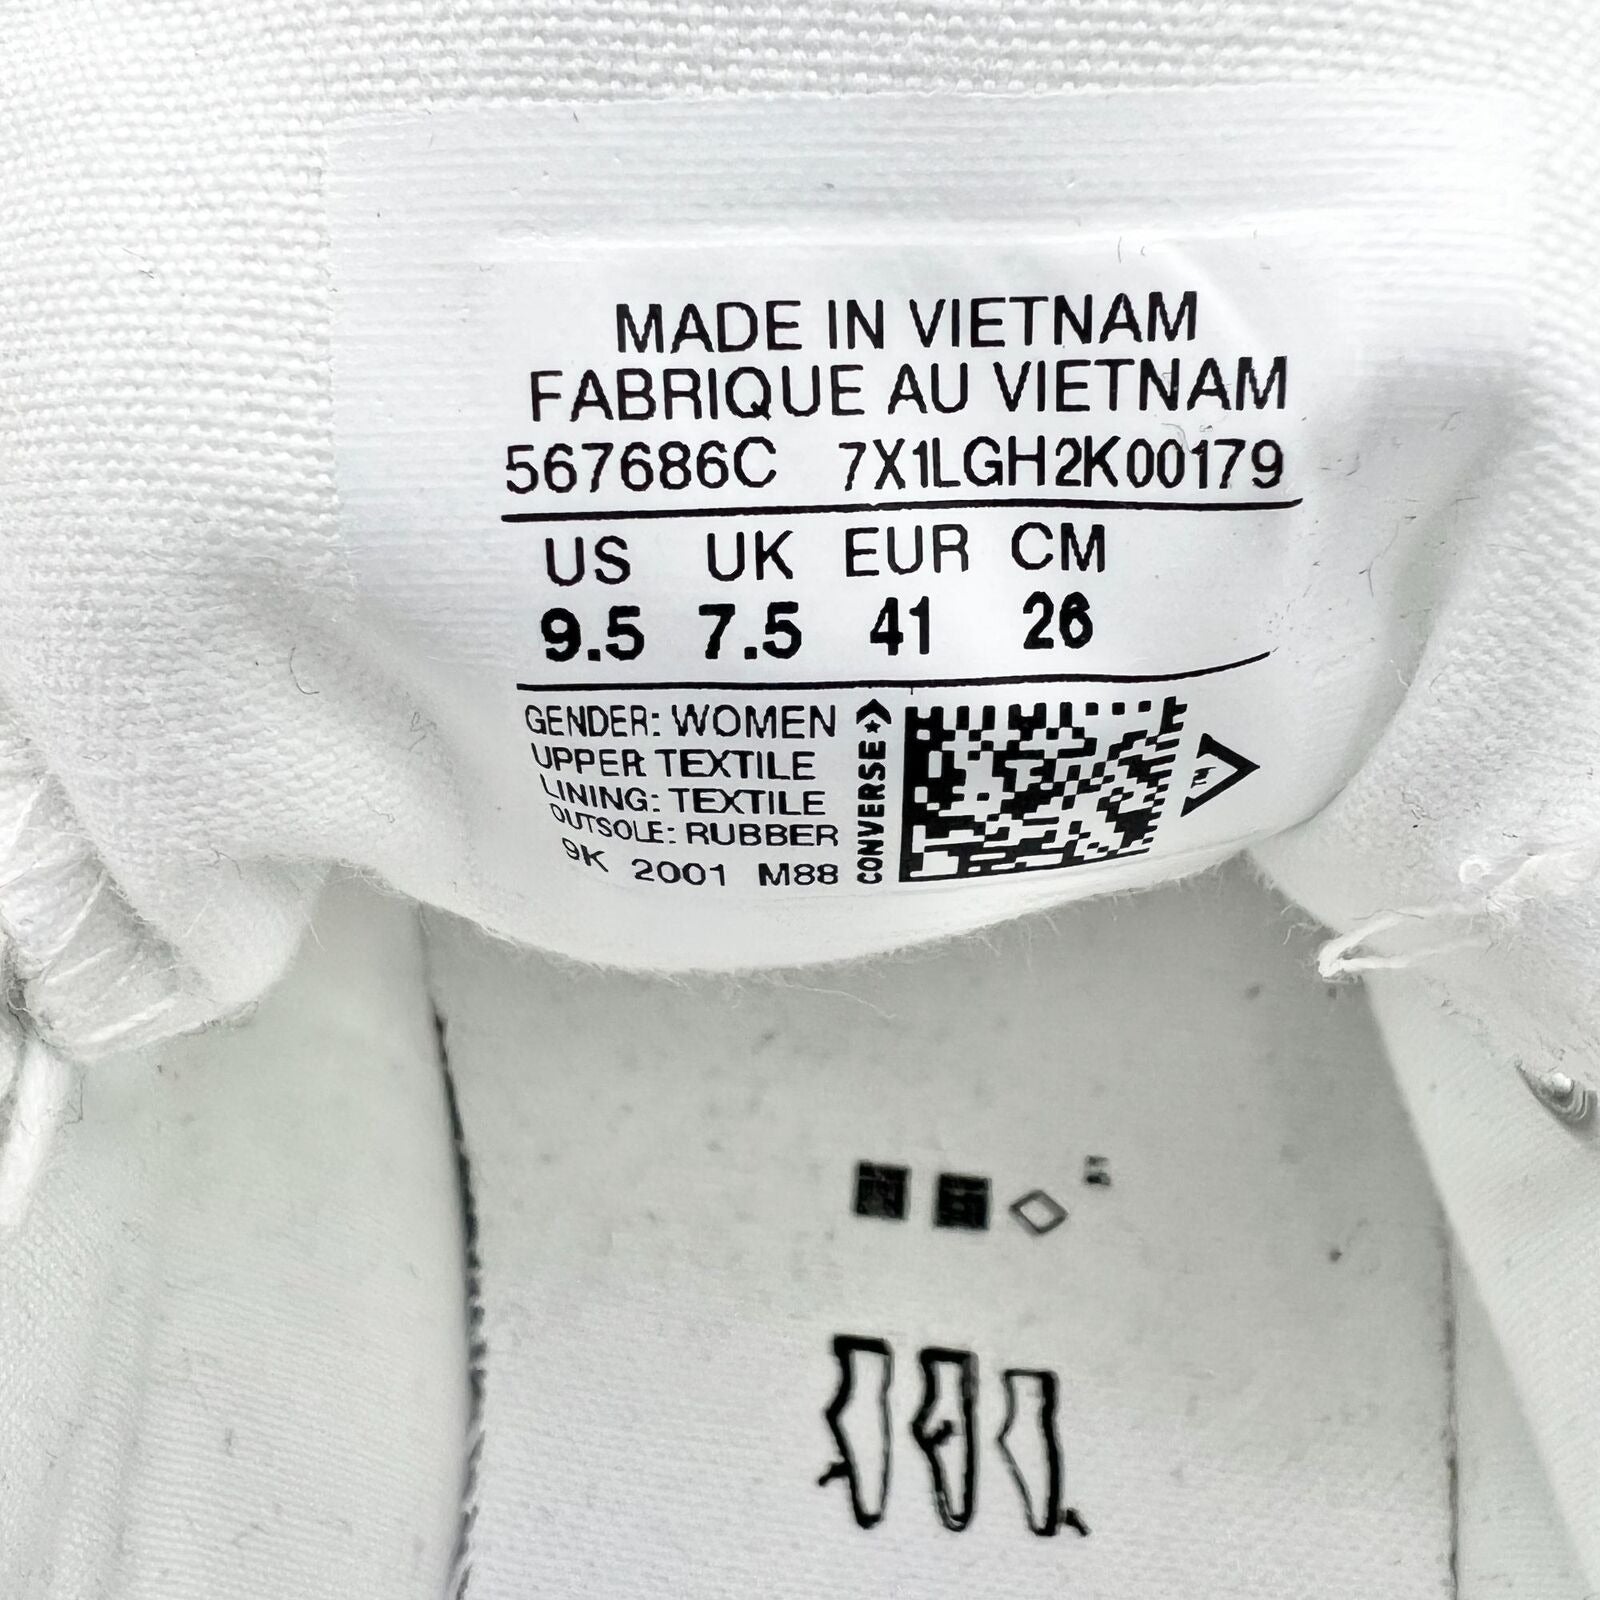 MADE IN VIETNAM
FABRIQUE AU VIETNAM
567686C 7X1LGH2K00179
US UK EUR CM
9.5 7.5 41 26
GENDER: WOMEN
UPPER: TEXTILE
LINING: TEXTILE
OUTSOLE: RUBBER
9K 2001 M88
CONVERSE